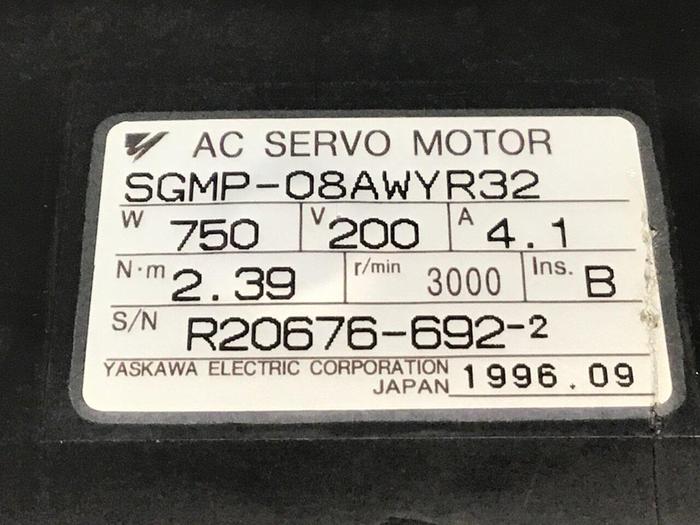 AC SERVO MOTOR
SGMP-08AWYR32
W 750 V 200 A 4.1
N·m 2.39 r/min 3000 Ins. B
S/N R20676-692-2
YASKAWA ELECTRIC CORPORATION
JAPAN 1996.09